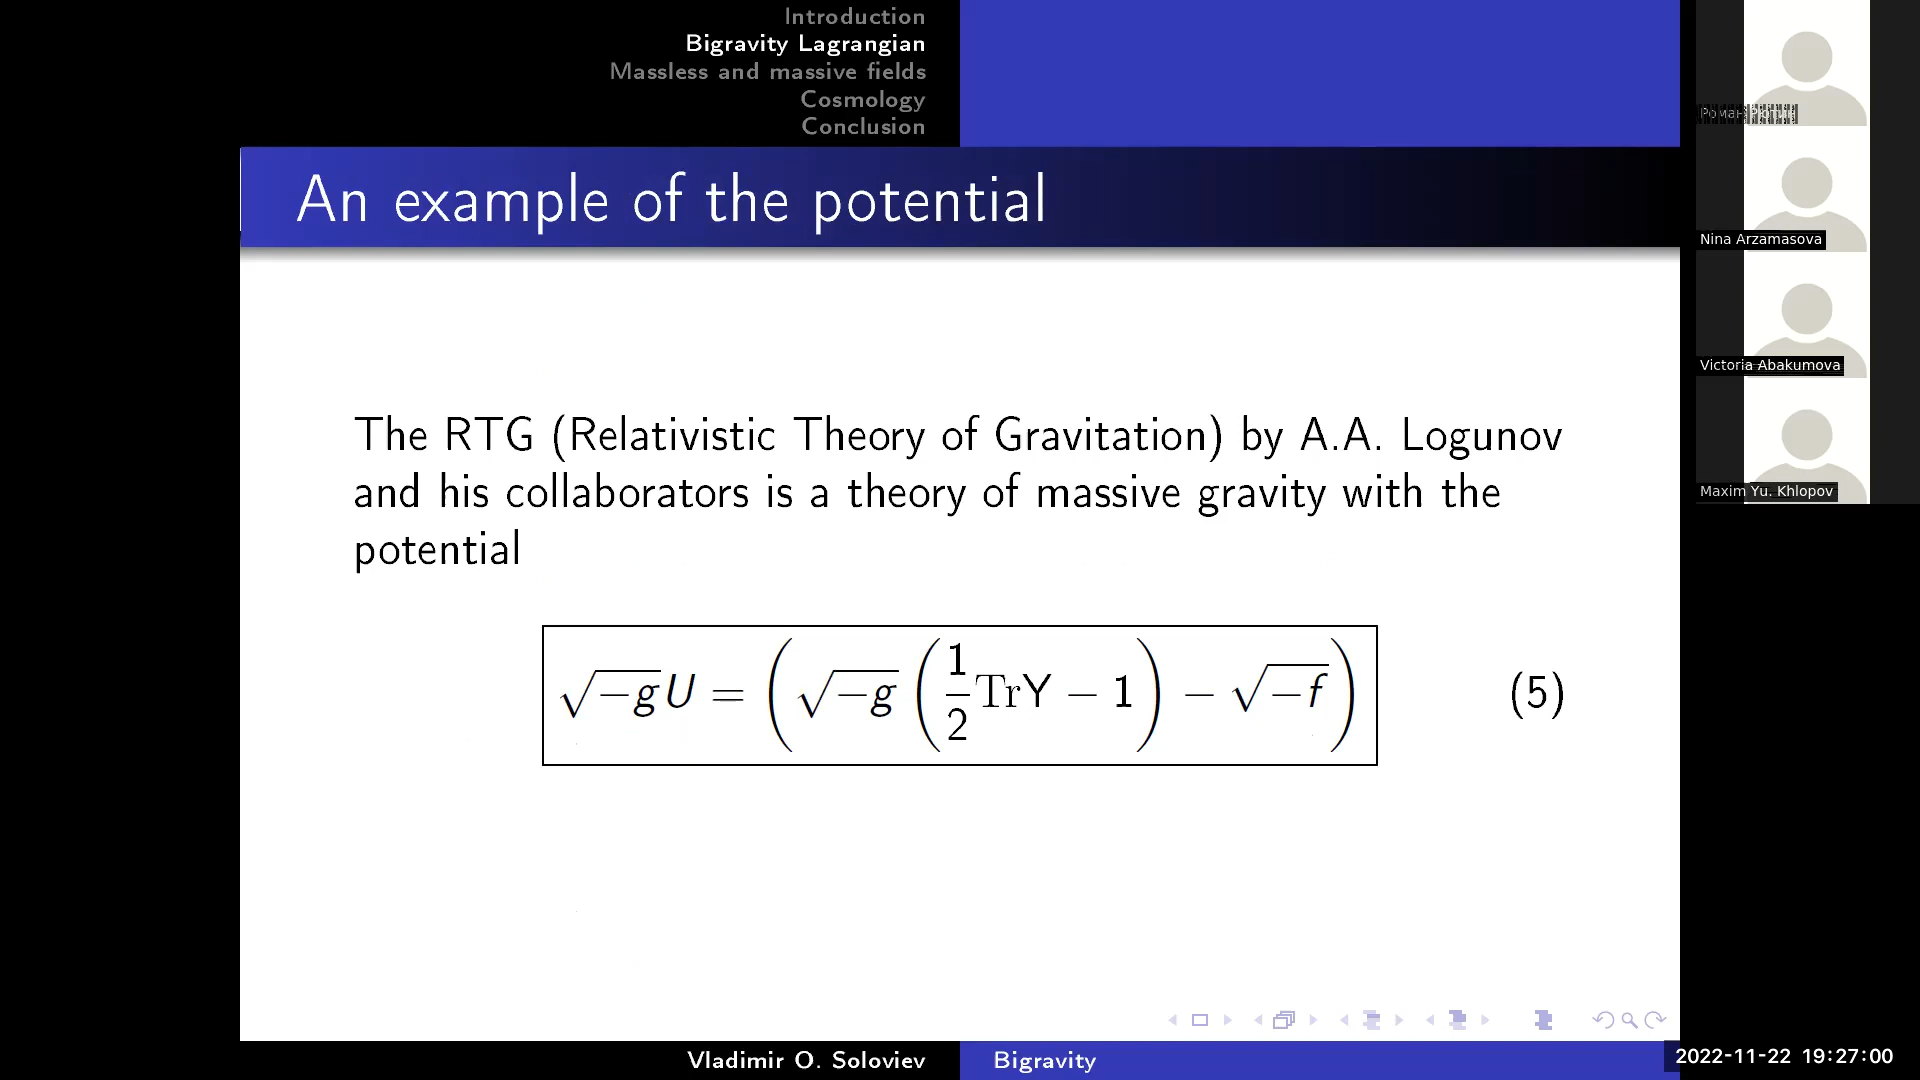 Introduction
Bigravity Lagrangian
Massless and massive fields
Cosmology
Conclusion
An example of the potential
The RTG (Relativistic Theory of Gravitation) by A.A. Logunov
and his collaborators is a theory of massive gravity with the
potential
√−g U = ( √−g ( 1/2 TrY − 1 ) − √−f ) (5)
Vladimir O. Soloviev Bigravity
Роман
Nina Arzamasova
Victoria Abakumova
Maxim Yu. Khlopov
2022-11-22 19:27:00